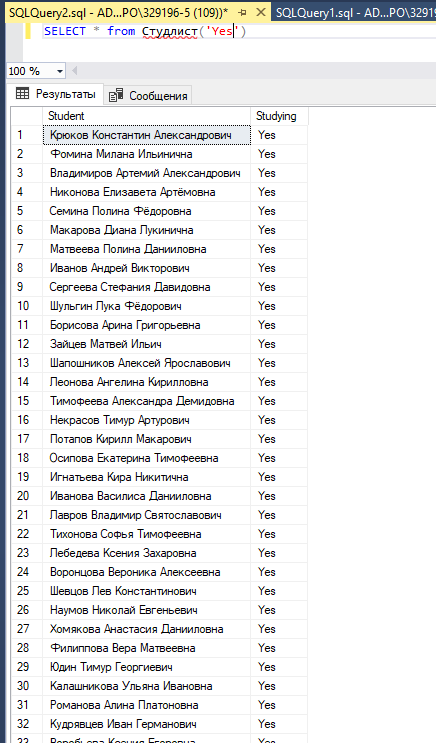 SQLQuery2.sql - AD...PO\329196-5 (109))* SQLQuery1.sql - AD...PO\329196
SELECT * from Студлист('Yes')
100 %
Результаты Сообщения
Student Studying
1 Крюков Константин Александрович Yes
2 Фомина Милана Ильинична Yes
3 Владимиров Артемий Александрович Yes
4 Никонова Елизавета Артёмовна Yes
5 Семина Полина Фёдоровна Yes
6 Макарова Диана Лукинична Yes
7 Матвеева Полина Данииловна Yes
8 Иванов Андрей Викторович Yes
9 Сергеева Стефания Давидовна Yes
10 Шульгин Лука Фёдорович Yes
11 Борисова Арина Григорьевна Yes
12 Зайцев Матвей Ильич Yes
13 Шапошников Алексей Ярославович Yes
14 Леонова Ангелина Кирилловна Yes
15 Тимофеева Александра Демидовна Yes
16 Некрасов Тимур Артурович Yes
17 Потапов Кирилл Макарович Yes
18 Осипова Екатерина Тимофеевна Yes
19 Игнатьева Кира Никитична Yes
20 Иванова Василиса Данииловна Yes
21 Лавров Владимир Святославович Yes
22 Тихонова Софья Тимофеевна Yes
23 Лебедева Ксения Захаровна Yes
24 Воронцова Вероника Алексеевна Yes
25 Шевцов Лев Константинович Yes
26 Наумов Николай Евгеньевич Yes
27 Хомякова Анастасия Данииловна Yes
28 Филиппова Вера Матвеевна Yes
29 Юдин Тимур Георгиевич Yes
30 Калашникова Ульяна Ивановна Yes
31 Романова Алина Платоновна Yes
32 Кудрявцев Иван Германович Yes
33 Воробьева Ксения Егоровна Yes